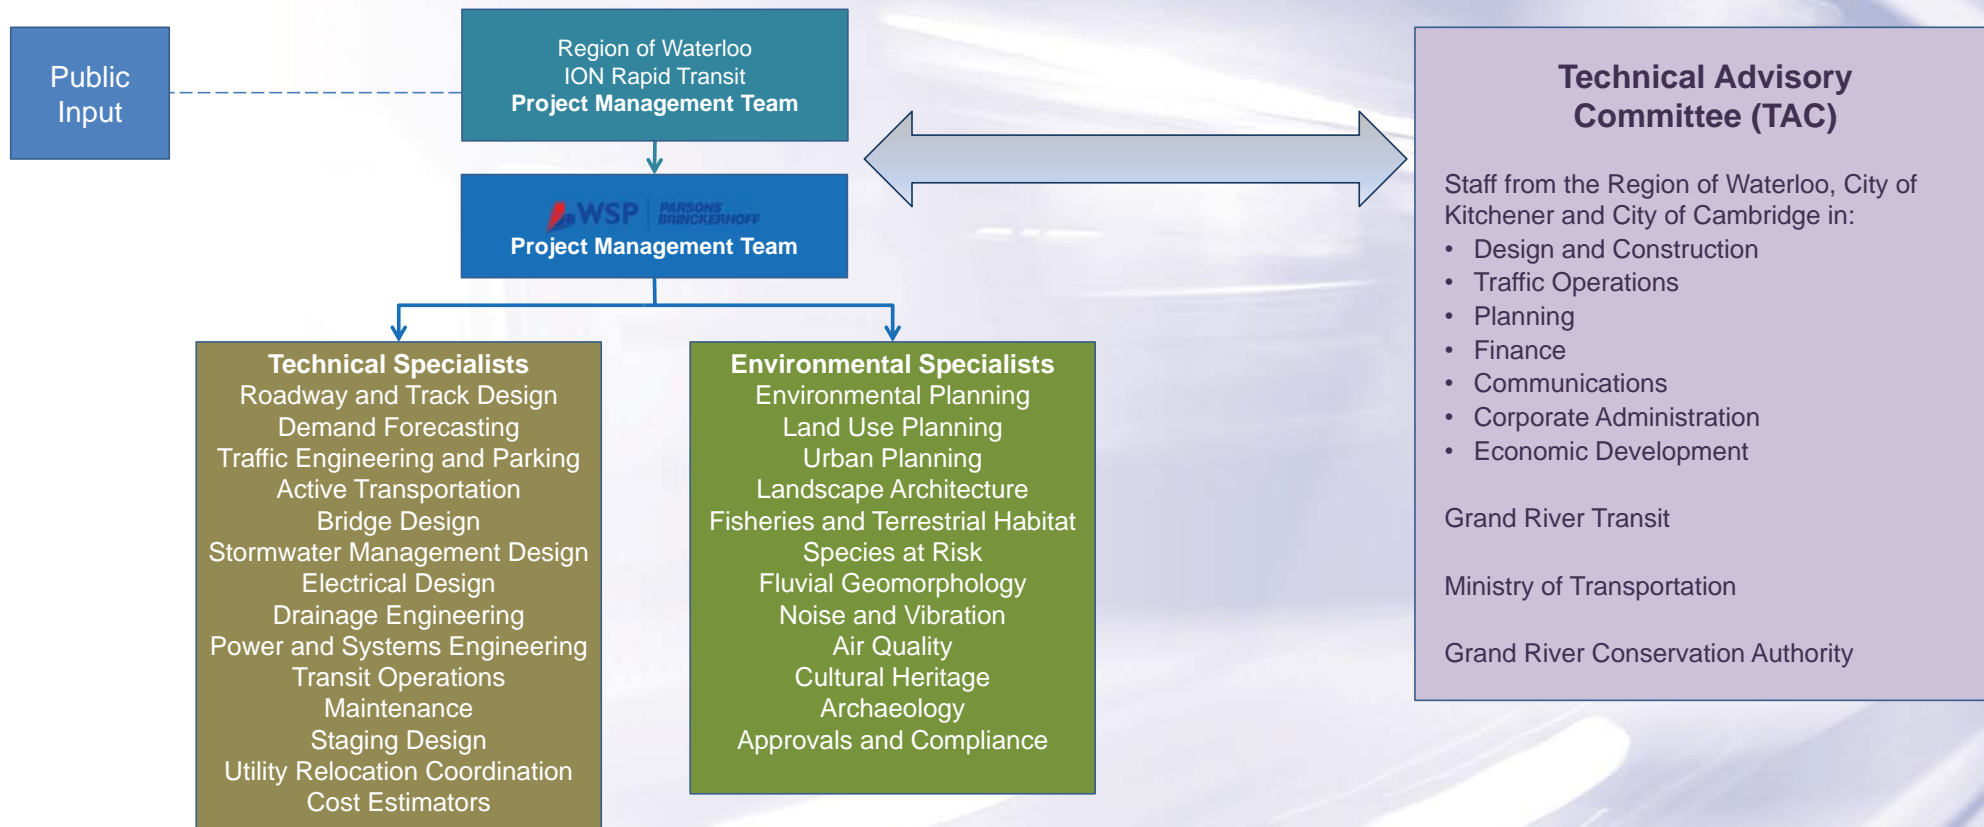 Public
Input
Region of Waterloo
ION Rapid Transit
Project Management Team
WSP | PARSONS
BRINCKERHOFF
Project Management Team
Technical Specialists
Roadway and Track Design
Demand Forecasting
Traffic Engineering and Parking
Active Transportation
Bridge Design
Stormwater Management Design
Electrical Design
Drainage Engineering
Power and Systems Engineering
Transit Operations
Maintenance
Staging Design
Utility Relocation Coordination
Cost Estimators
Environmental Specialists
Environmental Planning
Land Use Planning
Urban Planning
Landscape Architecture
Fisheries and Terrestrial Habitat
Species at Risk
Fluvial Geomorphology
Noise and Vibration
Air Quality
Cultural Heritage
Archaeology
Approvals and Compliance
Technical Advisory
Committee (TAC)
Staff from the Region of Waterloo, City of
Kitchener and City of Cambridge in:
• Design and Construction
• Traffic Operations
• Planning
• Finance
• Communications
• Corporate Administration
• Economic Development
Grand River Transit
Ministry of Transportation
Grand River Conservation Authority